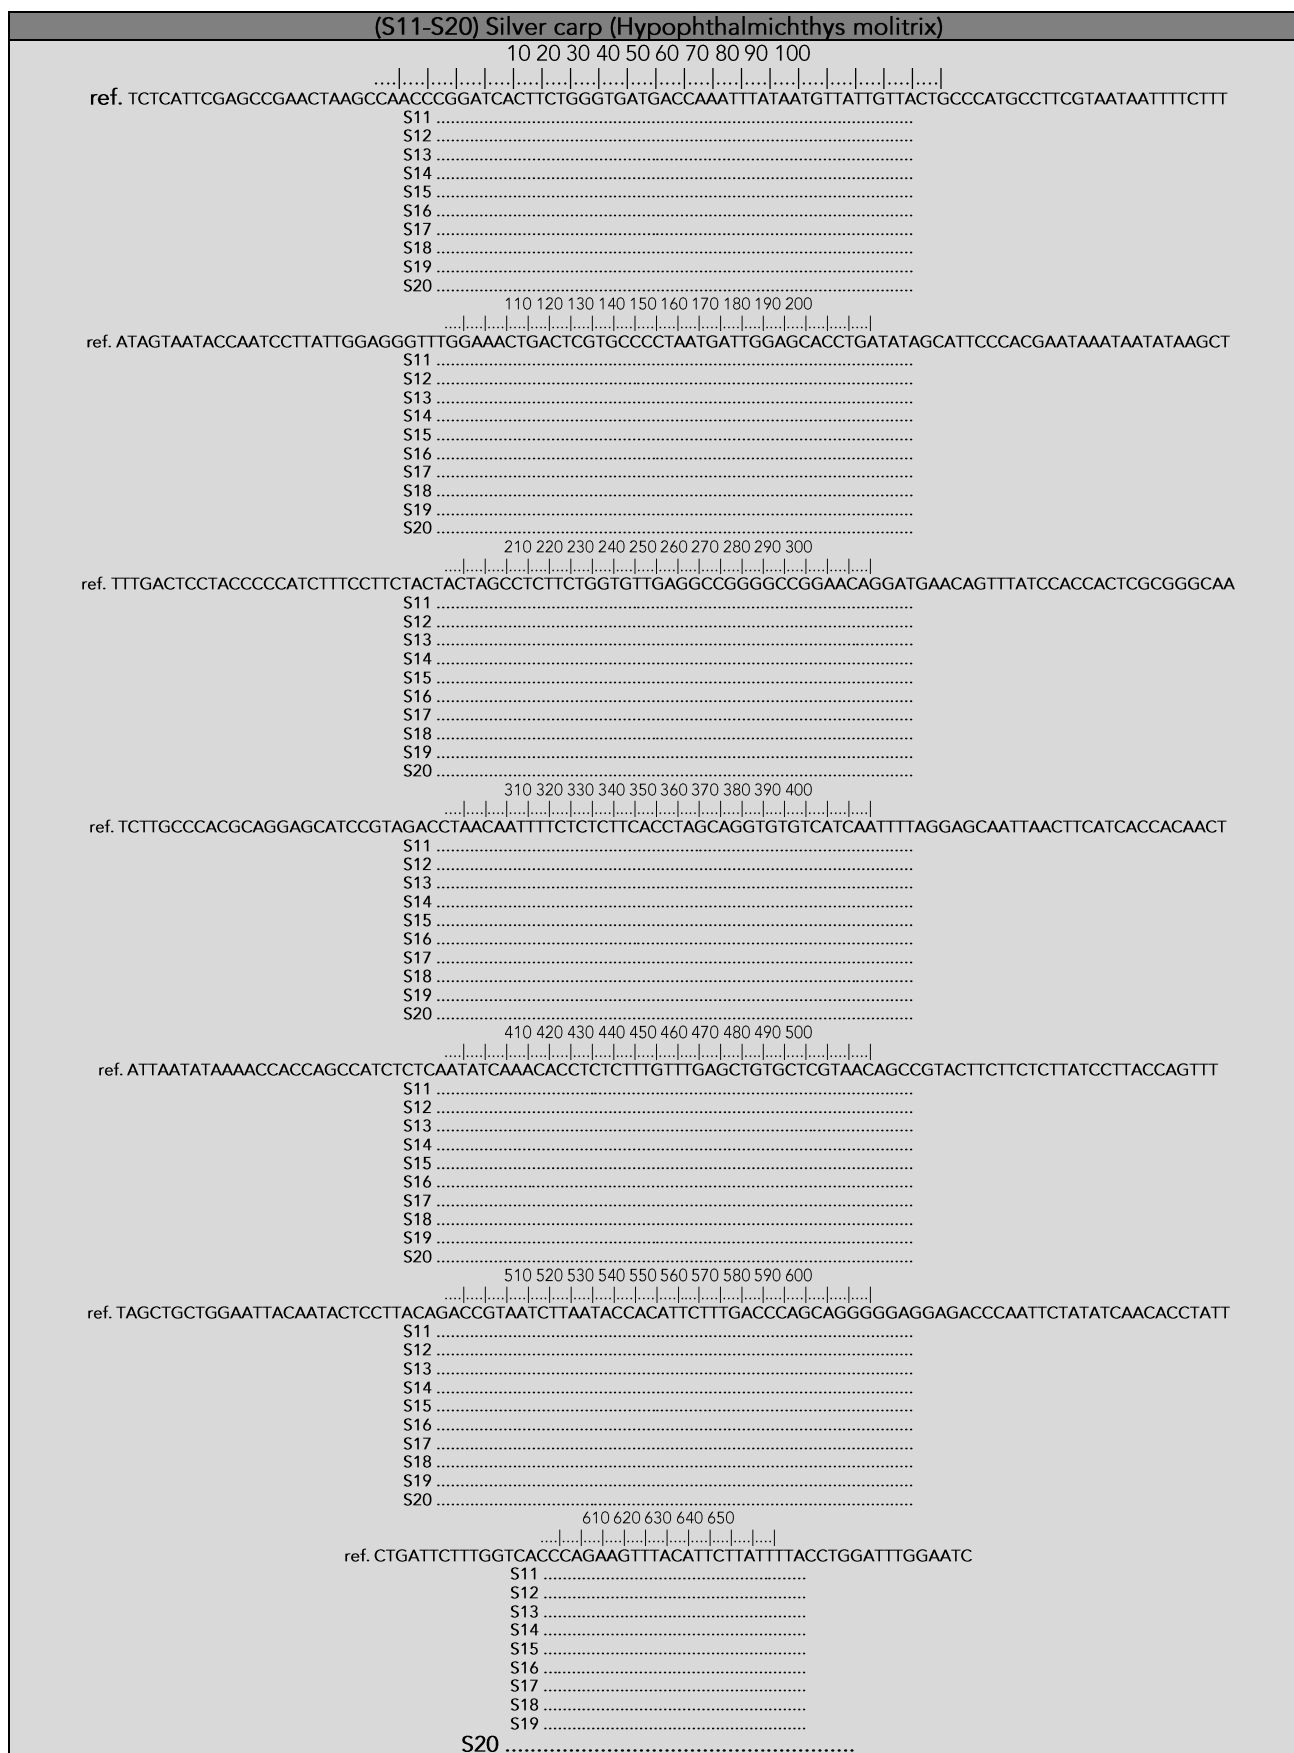 (S11-S20) Silver carp (Hypophthalmichthys molitrix)
10 20 30 40 50 60 70 80 90 100
....|....|....|....|....|....|....|....|....|....|....|....|....|....|....|....|....|....|....|....|
ref. TCTCATTCGAGCCGAACTAAGCCAACCCGGATCACTTCTGGGTGATGACCAAATTTATAATGTTATTGTTACTGCCCATGCCTTCGTAATAATTTTCTTT
S11 ....................................................................................................
S12 ....................................................................................................
S13 ....................................................................................................
S14 ....................................................................................................
S15 ....................................................................................................
S16 ....................................................................................................
S17 ....................................................................................................
S18 ....................................................................................................
S19 ....................................................................................................
S20 ....................................................................................................
110 120 130 140 150 160 170 180 190 200
....|....|....|....|....|....|....|....|....|....|....|....|....|....|....|....|....|....|....|....|
ref. ATAGTAATACCAATCCTTATTGGAGGGTTTGGAAACTGACTCGTGCCCCTAATGATTGGAGCACCTGATATAGCATTCCCACGAATAAATAATATAAGCT
S11 ....................................................................................................
S12 ....................................................................................................
S13 ....................................................................................................
S14 ....................................................................................................
S15 ....................................................................................................
S16 ....................................................................................................
S17 ....................................................................................................
S18 ....................................................................................................
S19 ....................................................................................................
S20 ....................................................................................................
210 220 230 240 250 260 270 280 290 300
....|....|....|....|....|....|....|....|....|....|....|....|....|....|....|....|....|....|....|....|
ref. TTTGACTCCTACCCCCATCTTTCCTTCTACTACTAGCCTCTTCTGGTGTTGAGGCCGGGGCCGGAACAGGATGAACAGTTTATCCACCACTCGCGGGCAA
S11 ....................................................................................................
S12 ....................................................................................................
S13 ....................................................................................................
S14 ....................................................................................................
S15 ....................................................................................................
S16 ....................................................................................................
S17 ....................................................................................................
S18 ....................................................................................................
S19 ....................................................................................................
S20 ....................................................................................................
310 320 330 340 350 360 370 380 390 400
....|....|....|....|....|....|....|....|....|....|....|....|....|....|....|....|....|....|....|....|
ref. TCTTGCCCACGCAGGAGCATCCGTAGACCTAACAATTTTCTCTCTTCACCTAGCAGGTGTGTCATCAATTTTAGGAGCAATTAACTTCATCACCACAACT
S11 ....................................................................................................
S12 ....................................................................................................
S13 ....................................................................................................
S14 ....................................................................................................
S15 ....................................................................................................
S16 ....................................................................................................
S17 ....................................................................................................
S18 ....................................................................................................
S19 ....................................................................................................
S20 ....................................................................................................
410 420 430 440 450 460 470 480 490 500
....|....|....|....|....|....|....|....|....|....|....|....|....|....|....|....|....|....|....|....|
ref. ATTAATATAAAACCACCAGCCATCTCTCAATATCAAACACCTCTCTTTGTTTGAGCTGTGCTCGTAACAGCCGTACTTCTTCTCTTATCCTTACCAGTTT
S11 ....................................................................................................
S12 ....................................................................................................
S13 ....................................................................................................
S14 ....................................................................................................
S15 ....................................................................................................
S16 ....................................................................................................
S17 ....................................................................................................
S18 ....................................................................................................
S19 ....................................................................................................
S20 ....................................................................................................
510 520 530 540 550 560 570 580 590 600
....|....|....|....|....|....|....|....|....|....|....|....|....|....|....|....|....|....|....|....|
ref. TAGCTGCTGGAATTACAATACTCCTTACAGACCGTAATCTTAATACCACATTCTTTGACCCAGCAGGGGGAGGAGACCCAATTCTATATCAACACCTATT
S11 ....................................................................................................
S12 ....................................................................................................
S13 ....................................................................................................
S14 ....................................................................................................
S15 ....................................................................................................
S16 ....................................................................................................
S17 ....................................................................................................
S18 ....................................................................................................
S19 ....................................................................................................
S20 ....................................................................................................
610 620 630 640 650
....|....|....|....|....|....|....|....|....|....|....|
ref. CTGATTCTTTGGTCACCCAGAAGTTTACATTCTTATTTTACCTGGATTTGGAATC
S11 .......................................................
S12 .......................................................
S13 .......................................................
S14 .......................................................
S15 .......................................................
S16 .......................................................
S17 .......................................................
S18 .......................................................
S19 .......................................................
S20 .......................................................